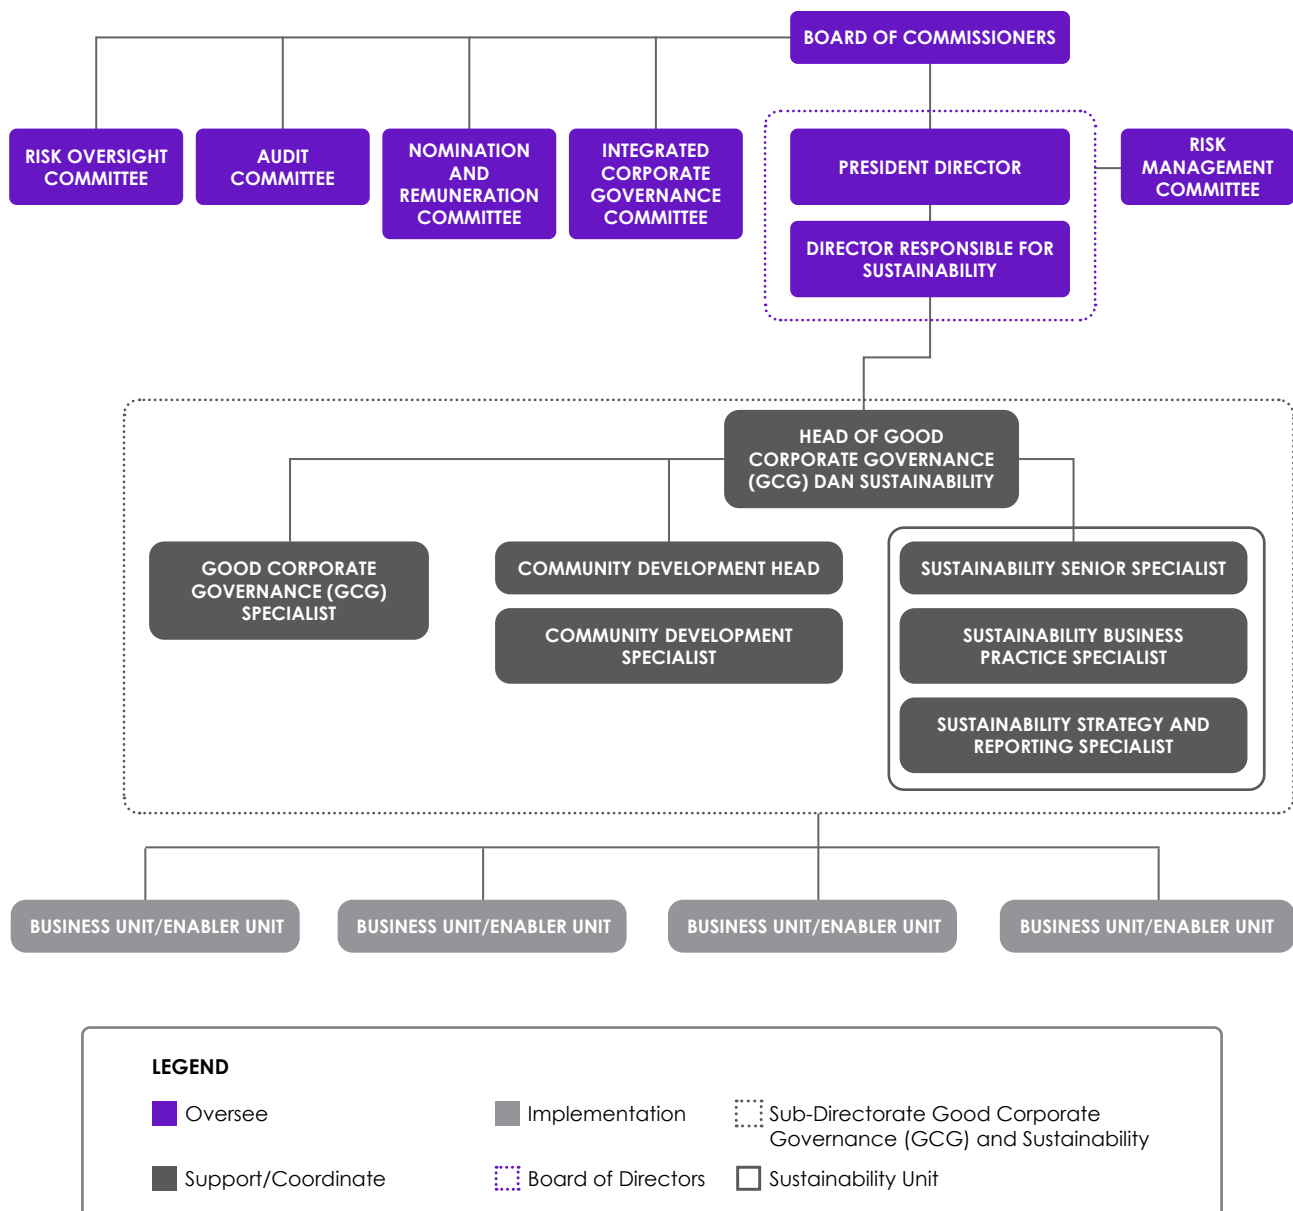 BOARD OF COMMISSIONERS
RISK OVERSIGHT
COMMITTEE
AUDIT
COMMITTEE
NOMINATION
AND
REMUNERATION
COMMITTEE
INTEGRATED
CORPORATE
GOVERNANCE
COMMITTEE
PRESIDENT DIRECTOR
RISK
MANAGEMENT
COMMITTEE
DIRECTOR RESPONSIBLE FOR
SUSTAINABILITY
HEAD OF GOOD
CORPORATE GOVERNANCE
(GCG) DAN SUSTAINABILITY
GOOD CORPORATE
GOVERNANCE (GCG)
SPECIALIST
COMMUNITY DEVELOPMENT HEAD
COMMUNITY DEVELOPMENT
SPECIALIST
SUSTAINABILITY SENIOR SPECIALIST
SUSTAINABILITY BUSINESS
PRACTICE SPECIALIST
SUSTAINABILITY STRATEGY AND
REPORTING SPECIALIST
BUSINESS UNIT/ENABLER UNIT
BUSINESS UNIT/ENABLER UNIT
BUSINESS UNIT/ENABLER UNIT
BUSINESS UNIT/ENABLER UNIT
LEGEND
Oversee
Implementation
Sub-Directorate Good Corporate
Governance (GCG) and Sustainability
Support/Coordinate
Board of Directors
Sustainability Unit